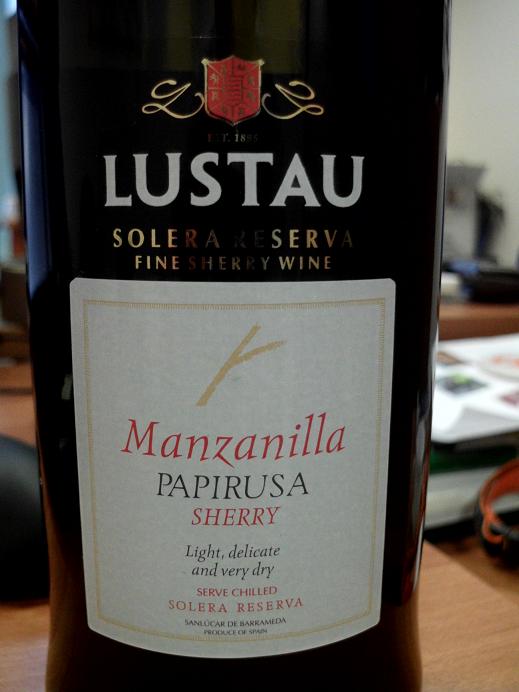 EST. 1895
LUSTAU
SOLERA RESERVA
FINE SHERRY WINE
Manzanilla
PAPIRUSA
SHERRY
Light, delicate
and very dry
SERVE CHILLED
SOLERA RESERVA
SANLÚCAR DE BARRAMEDA
PRODUCE OF SPAIN